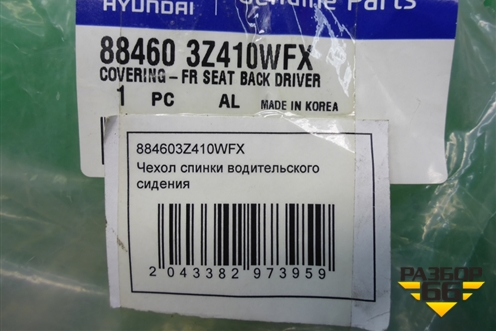 HYUNDAI Genuine Parts
88460 3Z410WFX
COVERING-FR SEAT BACK DRIVER
1 PC AL MADE IN KOREA
884603Z410WFX
Чехол спинки водительского
сидения
2 043382 973959
РАЗБОР
66